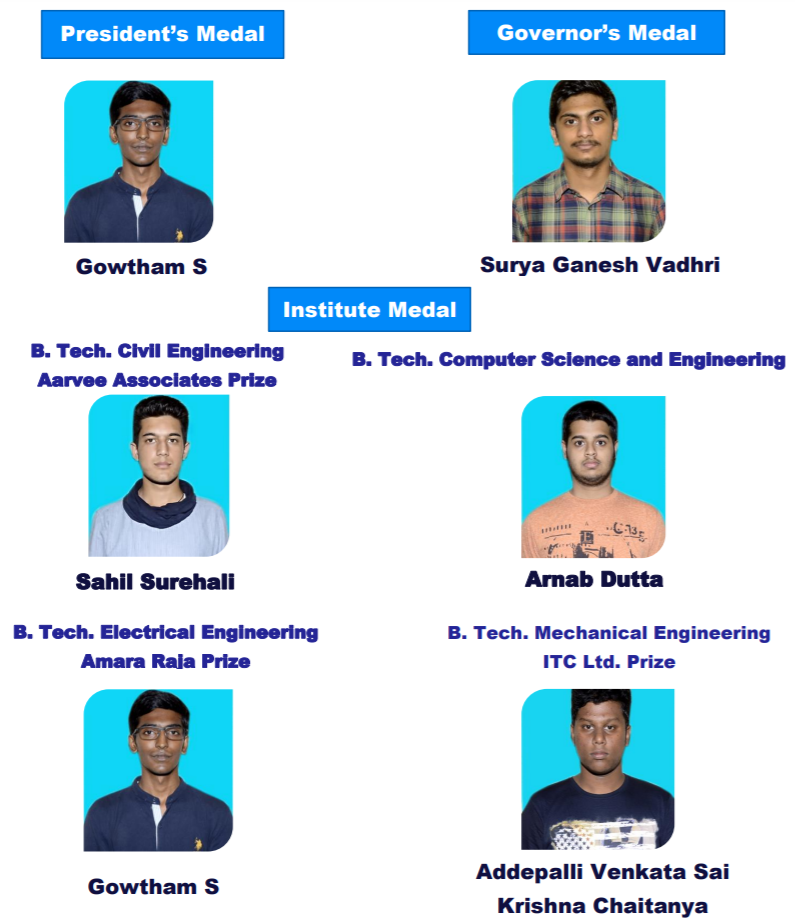 President's Medal
Governor's Medal
Gowtham S
Surya Ganesh Vadhri
Institute Medal
B. Tech. Civil Engineering
Aarvee Associates Prize
B. Tech. Computer Science and Engineering
Sahil Surehali
Arnab Dutta
B. Tech. Electrical Engineering
Amara Raja Prize
B. Tech. Mechanical Engineering
ITC Ltd. Prize
Gowtham S
Addepalli Venkata Sai
Krishna Chaitanya